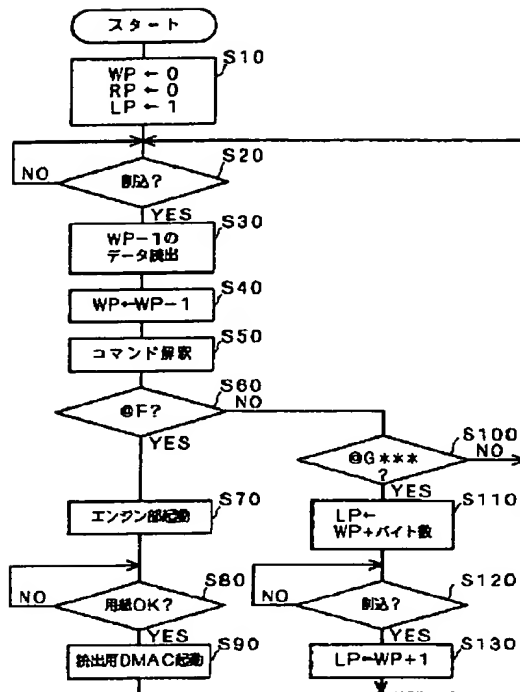 スタート
S10
WP ← 0
RP ← 0
LP ← 1
S20
NO
割込?
YES
S30
WP-1の
データ読出
S40
WP←WP-1
S50
コマンド解釈
S60
@F?
NO
YES
S100
@G***
?
NO
YES
S70
エンジン部起動
S110
LP←
WP+バイト数
S80
NO
用紙OK?
YES
S120
NO
割込?
YES
S90
読出用DMAC起動
S130
LP←WP+1